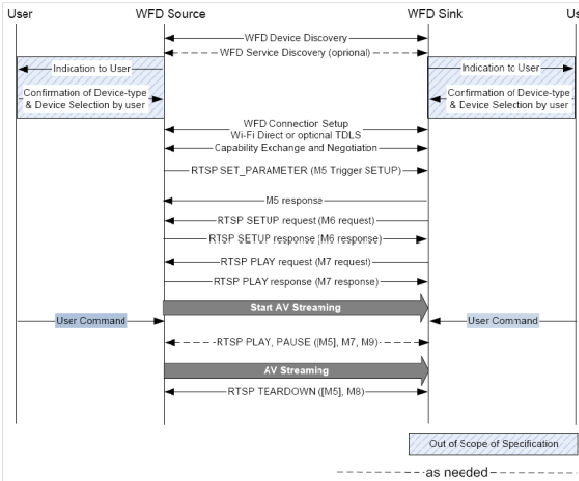 User WFD Source WFD Sink Us
WFD Device Discovery
WFD Service Discovery (optional)
Indication to User Indication to User
Confirmation of Device-type
& Device Selection by user
Confirmation of Device-type
& Device Selection by user
WFD Connection Setup
Wi-Fi Direct or optional TDLS
Capability Exchange and Negotiation
RTSP SET_PARAMETER (M5 Trigger SETUP)
M5 response
RTSP SETUP request (M6 request)
RTSP SETUP response (M6 response)
RTSP PLAY request (M7 request)
RTSP PLAY response (M7 response)
Start AV Streaming
User Command User Command
RTSP PLAY, PAUSE ([M5], M7, M9)
AV Streaming
RTSP TEARDOWN ([M5], M8)
Out of Scope of Specification
as needed